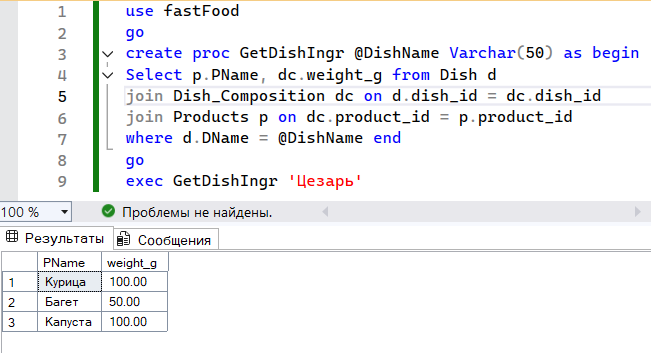 1 use fastFood
2 go
3 create proc GetDishIngr @DishName Varchar(50) as begin
4 Select p.PName, dc.weight_g from Dish d
5 join Dish_Composition dc on d.dish_id = dc.dish_id
6 join Products p on dc.product_id = p.product_id
7 where d.DName = @DishName end
8 go
9 exec GetDishIngr 'Цезарь'
100 % Проблемы не найдены.
Результаты Сообщения
PName weight_g
1 Курица 100.00
2 Багет 50.00
3 Капуста 100.00